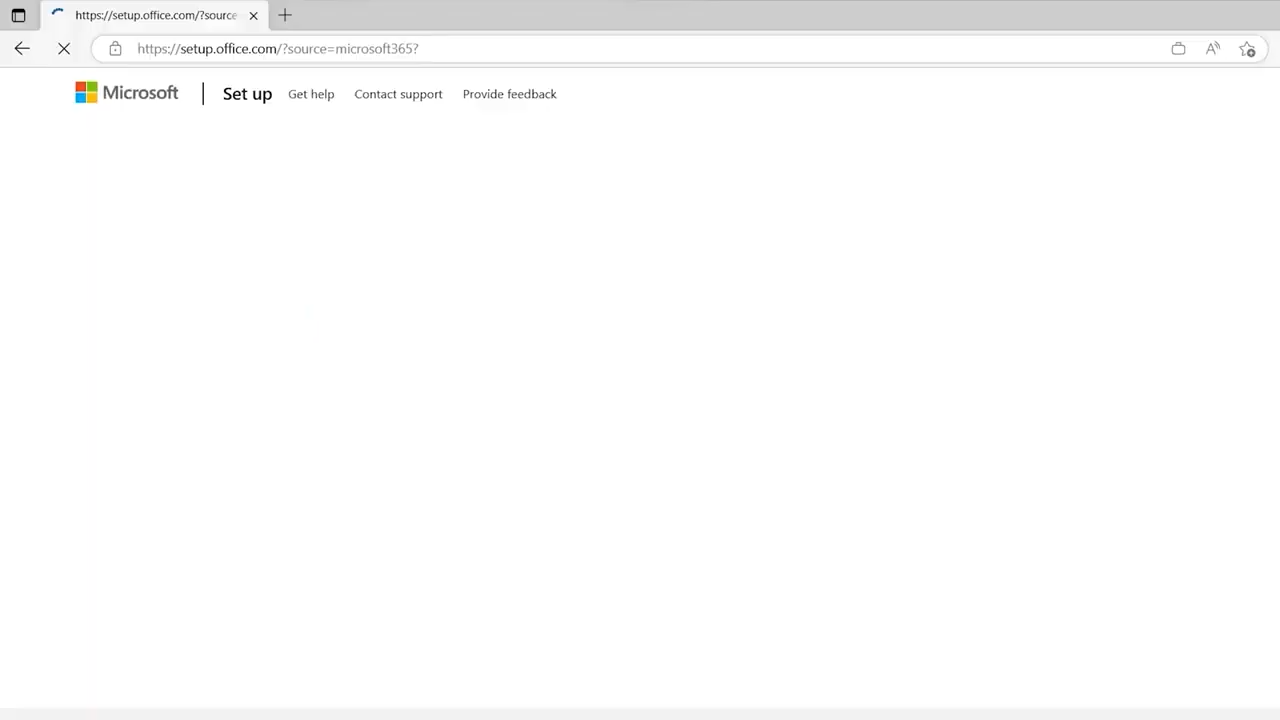 https://setup.office.com/?source
https://setup.office.com/?source=microsoft365?
Microsoft
Set up
Get help
Contact support
Provide feedback